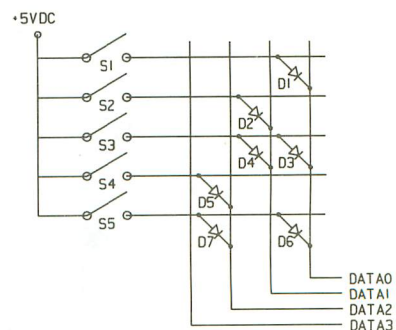 +5VDC
S1
D1
S2
D2
S3
D4 D3
S4
D5
S5
D7 D6
DATA0
DATA1
DATA2
DATA3